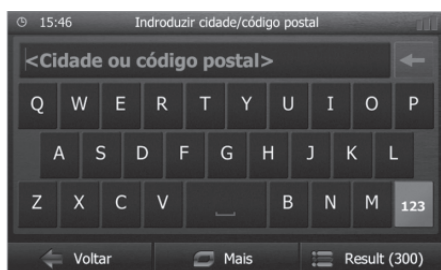 15:46 Indroduzir cidade/código postal
<Cidade ou código postal>
Q W E R T Y U I O P
A S D F G H J K L
Z X C V B N M 123
Voltar Mais Result (300)